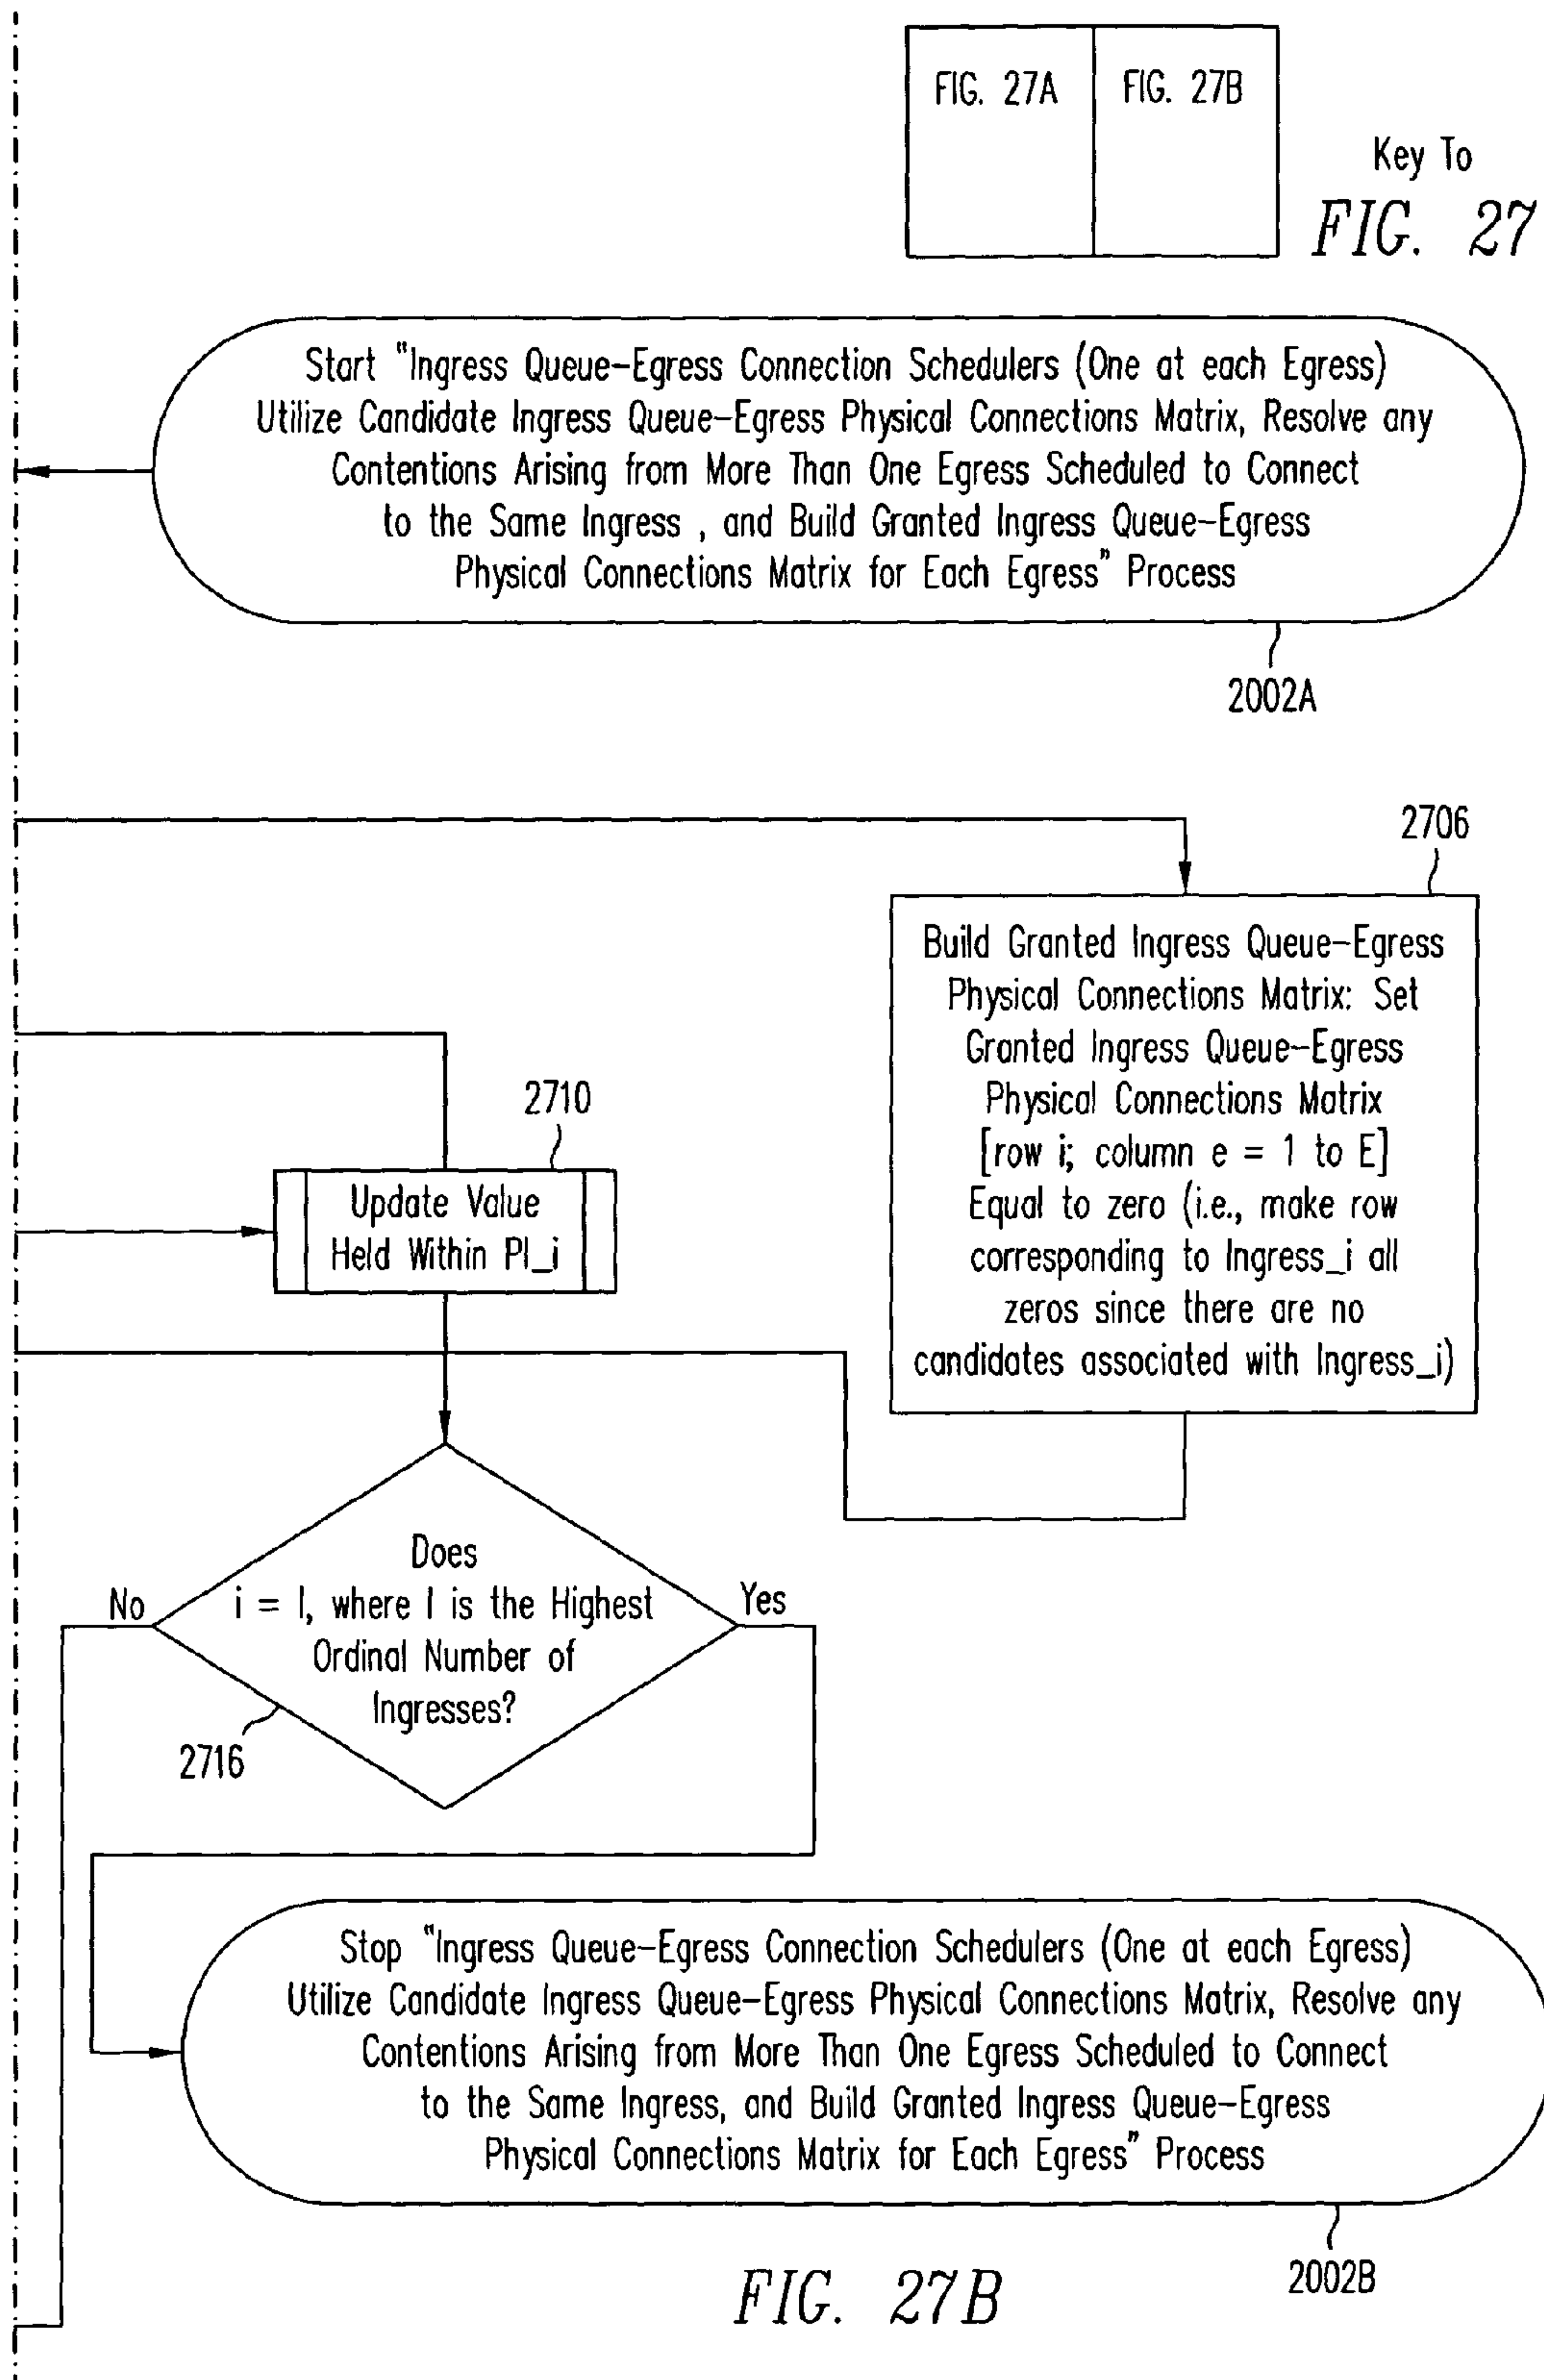 FIG. 27A
FIG. 27B
Key To
FIG. 27
Start "Ingress Queue-Egress Connection Schedulers (One at each Egress)
Utilize Candidate Ingress Queue-Egress Physical Connections Matrix, Resolve any
Contentions Arising from More Than One Egress Scheduled to Connect
to the Same Ingress , and Build Granted Ingress Queue-Egress
Physical Connections Matrix for Each Egress" Process
2002A
2706
Build Granted Ingress Queue-Egress
Physical Connections Matrix: Set
Granted Ingress Queue-Egress
Physical Connections Matrix
[row i; column e = 1 to E]
Equal to zero (i.e., make row
corresponding to Ingress_i all
zeros since there are no
candidates associated with Ingress_i)
2710
Update Value
Held Within PI_i
Does
i = I, where I is the Highest
Ordinal Number of
Ingresses?
No
Yes
2716
Stop "Ingress Queue-Egress Connection Schedulers (One at each Egress)
Utilize Candidate Ingress Queue-Egress Physical Connections Matrix, Resolve any
Contentions Arising from More Than One Egress Scheduled to Connect
to the Same Ingress, and Build Granted Ingress Queue-Egress
Physical Connections Matrix for Each Egress" Process
2002B
FIG. 27B